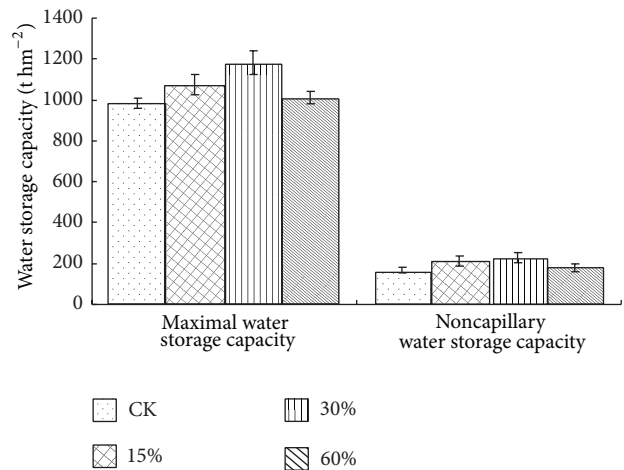 1400
1200
1000
800
600
400
200
0
Water storage capacity (t hm⁻²)
Maximal water
storage capacity
Noncapillary
water storage capacity
CK
30%
15%
60%